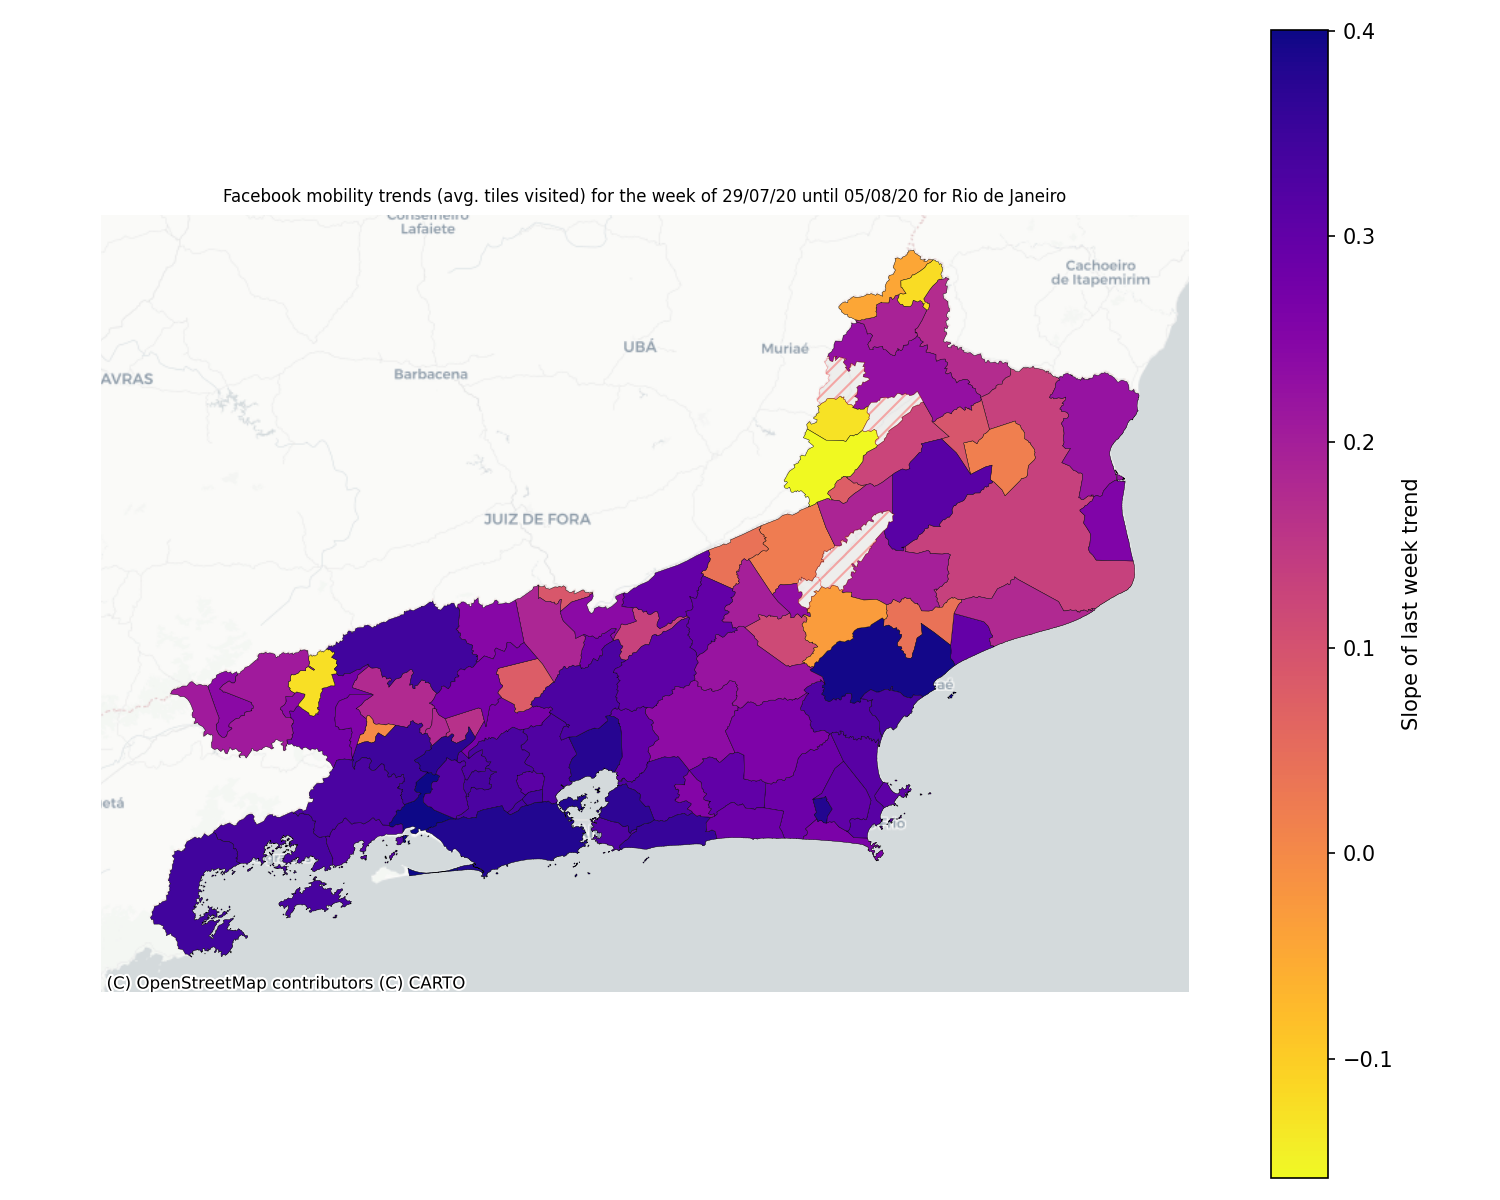 Facebook mobility trends (avg. tiles visited) for the week of 29/07/20 until 05/08/20 for Rio de Janeiro
Conselheiro
Lafaiete
Cachoeiro
de Itapemirim
UBÁ
Muriaé
AVRAS
Barbacena
JUIZ DE FORA
aé
etá
(C) OpenStreetMap contributors (C) CARTO
0.4
0.3
0.2
0.1
0.0
−0.1
Slope of last week trend